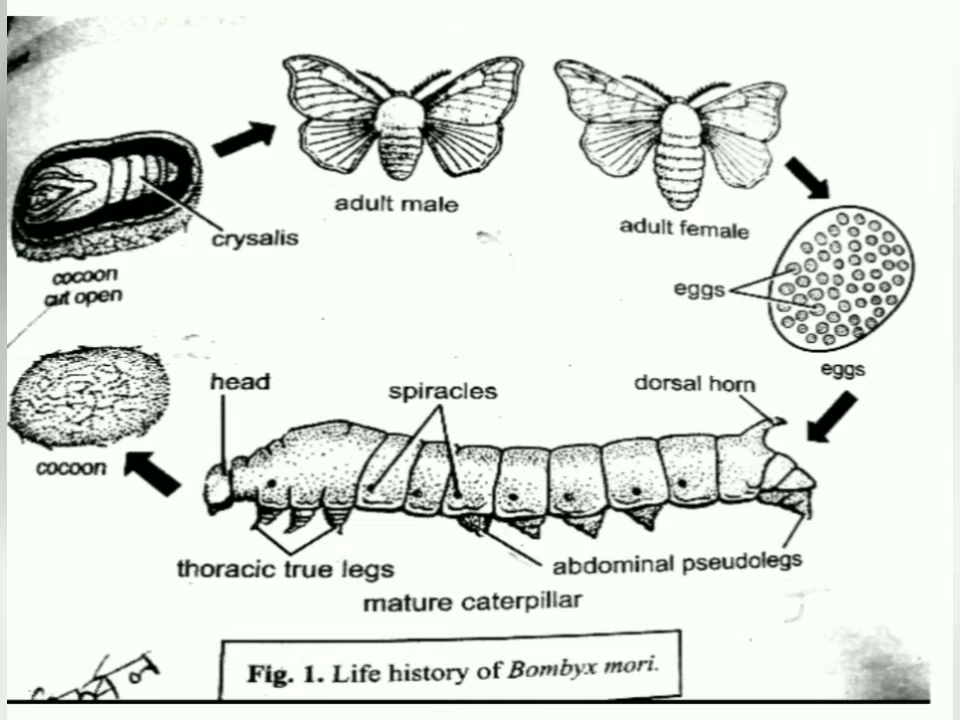 adult male
adult female
crysalis
cocoon
cut open
eggs
eggs
head
spiracles
dorsal horn
cocoon
thoracic true legs
abdominal pseudolegs
mature caterpillar
Fig. 1. Life history of Bombyx mori.